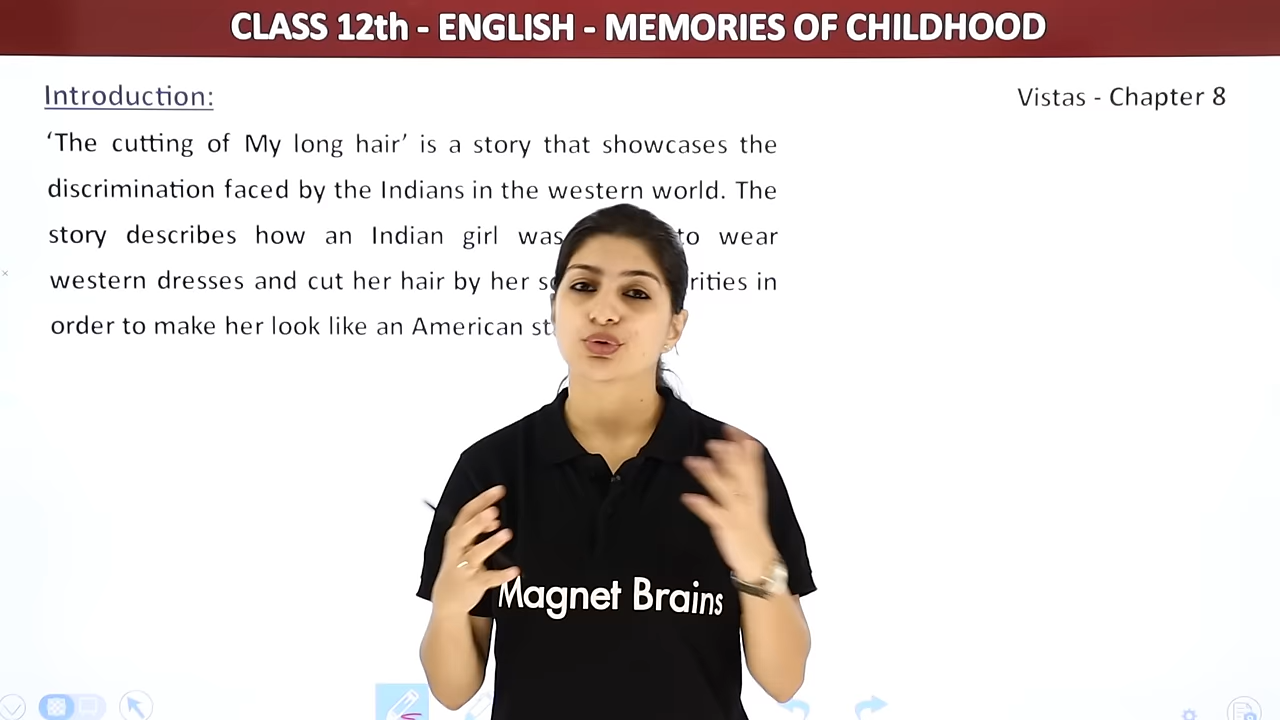 CLASS 12th - ENGLISH - MEMORIES OF CHILDHOOD
Introduction:
Vistas - Chapter 8
‘The cutting of My long hair’ is a story that showcases the
discrimination faced by the Indians in the western world. The
story describes how an Indian girl was to wear
western dresses and cut her hair by her in
order to make her look like an American
Magnet Brains